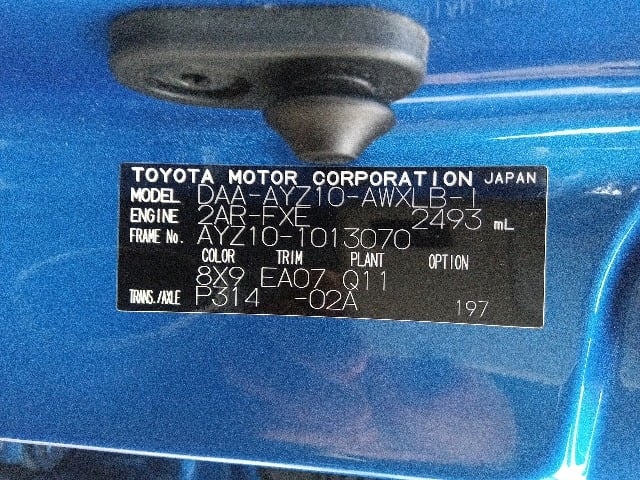 TOYOTA MOTOR CORPORATION JAPAN
MODEL DAA-AYZ10-AWXLB-1
ENGINE 2AR-FXE 2493 mL
FRAME No. AYZ10-1013070
COLOR TRIM PLANT OPTION
8X9 EA07 Q11
TRANS./AXLE P314 -02A 197